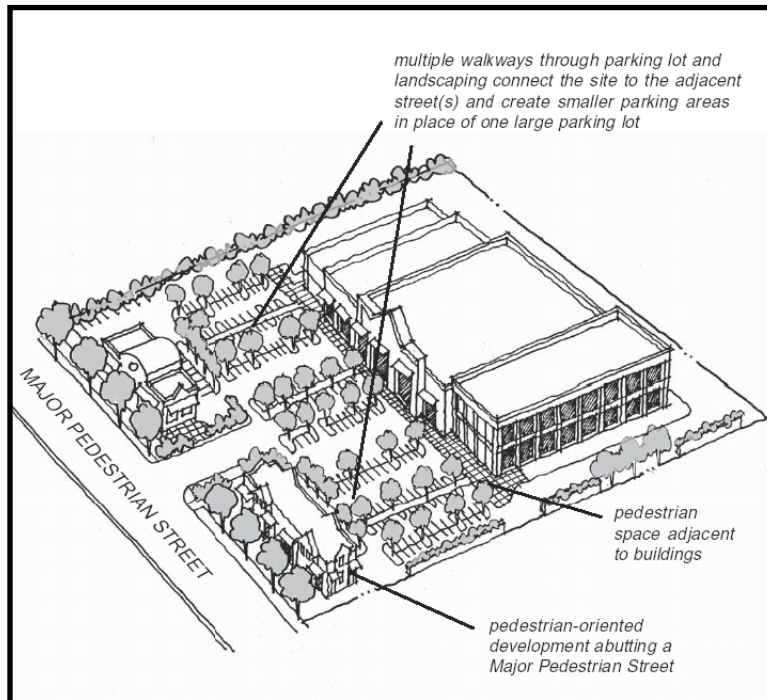 multiple walkways through parking lot and
landscaping connect the site to the adjacent
street(s) and create smaller parking areas
in place of one large parking lot
MAJOR PEDESTRIAN STREET
pedestrian
space adjacent
to buildings
pedestrian-oriented
development abutting a
Major Pedestrian Street